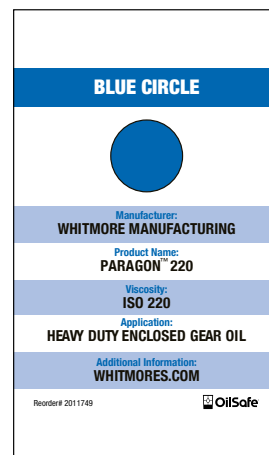 BLUE CIRCLE
Manufacturer:
WHITMORE MANUFACTURING
Product Name:
PARAGON™ 220
Viscosity:
ISO 220
Application:
HEAVY DUTY ENCLOSED GEAR OIL
Additional Information:
WHITMORES.COM
Reorder# 2011749 OilSafe